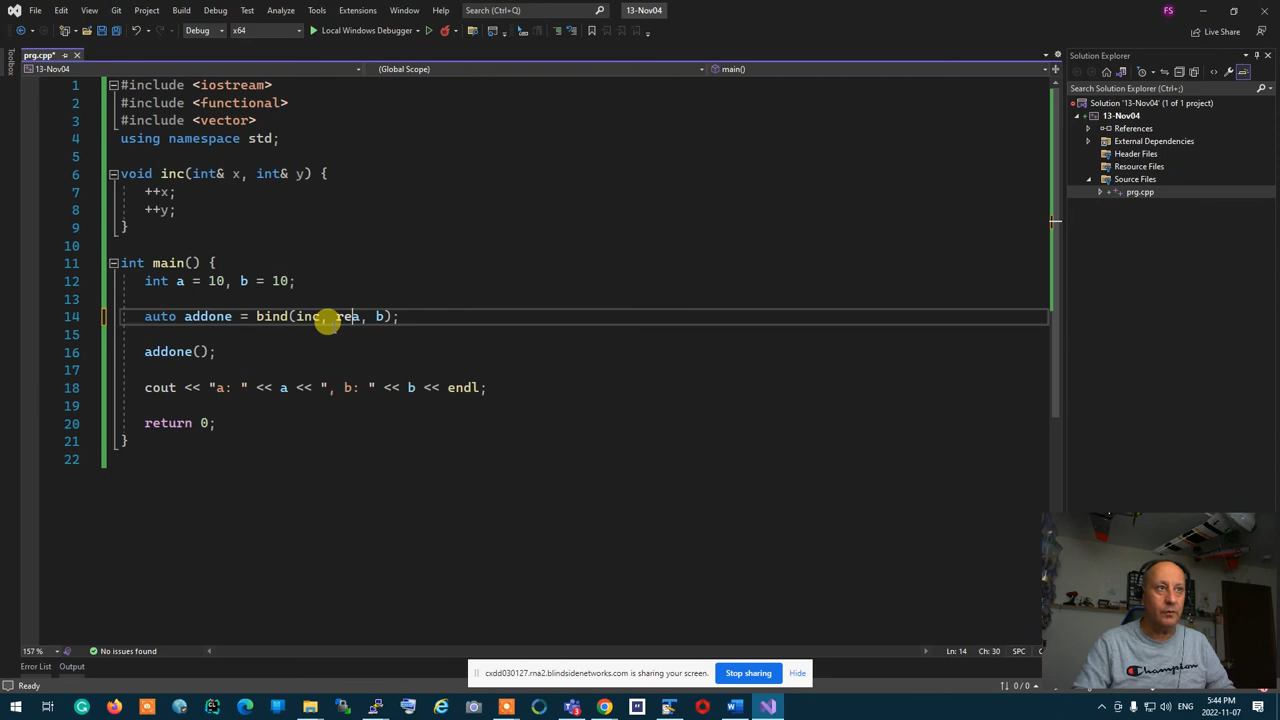 File Edit View Git Project Build Debug Test Analyze Tools Extensions Window Help Search (Ctrl+Q) 13-Nov04 FS
Debug x64 Local Windows Debugger Live Share
prg.cpp* Solution Explorer
13-Nov04 (Global Scope) main()
Toolbox
Search Solution Explorer (Ctrl+;)
Solution '13-Nov04' (1 of 1 project)
13-Nov04
References
External Dependencies
Header Files
Resource Files
Source Files
prg.cpp
1 #include <iostream>
2 #include <functional>
3 #include <vector>
4 using namespace std;
5
6 void inc(int& x, int& y) {
7 ++x;
8 ++y;
9 }
10
11 int main() {
12 int a = 10, b = 10;
13
14 auto addone = bind(inc, rea, b);
15
16 addone();
17
18 cout << "a: " << a << ", b: " << b << endl;
19
20 return 0;
21 }
22
157 % No issues found Ln: 14 Ch: 30 SPC
Error List Output
cxdd030127.rna2.blindsidenetworks.com is sharing your screen. Stop sharing Hide
Ready 0 / 0
Champion
5:44 PM
2022-11-07